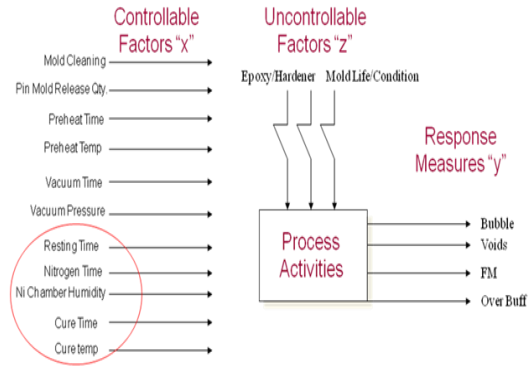 Controllable
Factors "x"
Mold Cleaning
Pin Mold Release Qty.
Preheat Time
Preheat Temp
Vacuum Time
Vacuum Pressure
Resting Time
Nitrogen Time
Ni Chamber Humidity
Cure Time
Cure temp
Uncontrollable
Factors "z"
Epoxy/Hardener Mold Life/Condition
Process
Activities
Response
Measures "y"
Bubble
Voids
FM
Over Buff